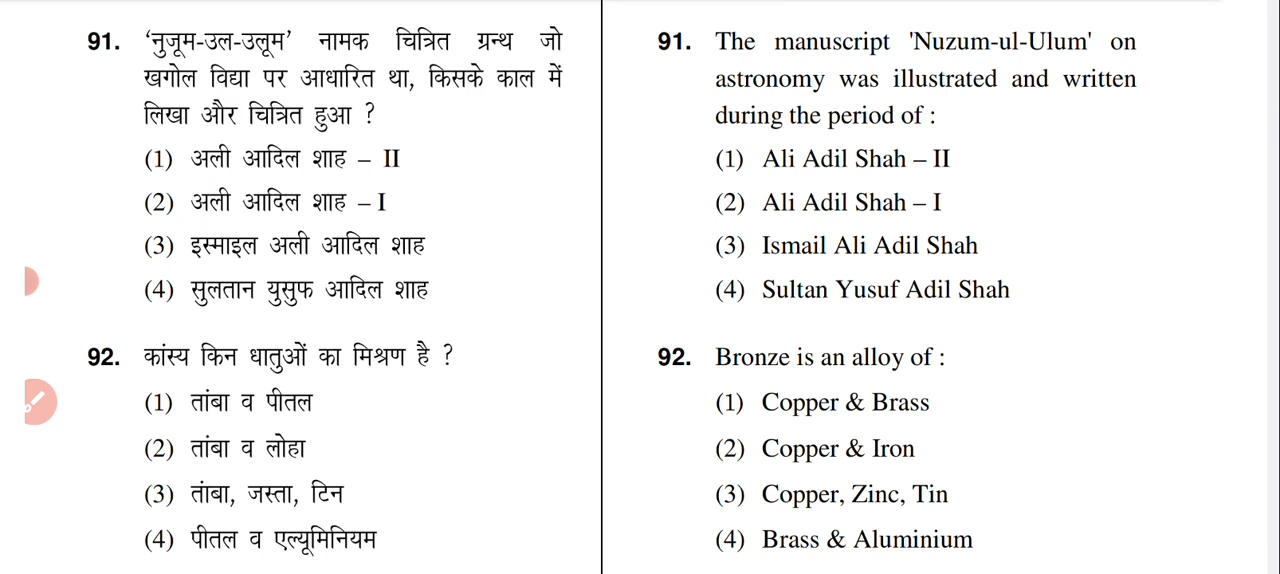 91. 'नुजूम-उल-उलूम' नामक चित्रित ग्रन्थ जो
खगोल विद्या पर आधारित था, किसके काल में
लिखा और चित्रित हुआ ?
(1) अली आदिल शाह – II
(2) अली आदिल शाह – I
(3) इस्माइल अली आदिल शाह
(4) सुलतान युसुफ आदिल शाह
92. कांस्य किन धातुओं का मिश्रण है ?
(1) तांबा व पीतल
(2) तांबा व लोहा
(3) तांबा, जस्ता, टिन
(4) पीतल व एल्यूमिनियम
91. The manuscript 'Nuzum-ul-Ulum' on
astronomy was illustrated and written
during the period of :
(1) Ali Adil Shah – II
(2) Ali Adil Shah – I
(3) Ismail Ali Adil Shah
(4) Sultan Yusuf Adil Shah
92. Bronze is an alloy of :
(1) Copper & Brass
(2) Copper & Iron
(3) Copper, Zinc, Tin
(4) Brass & Aluminium